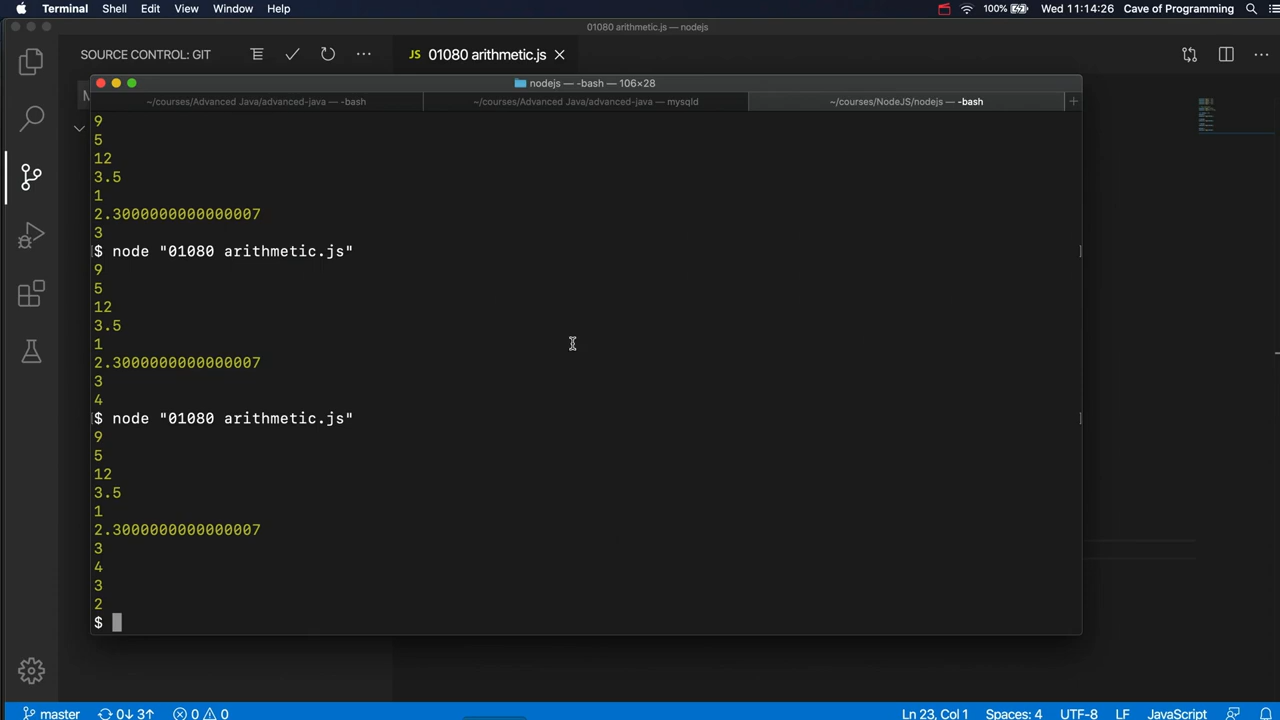 Terminal Shell Edit View Window Help 100% Wed 11:14:26 Cave of Programming
01080 arithmetic.js — nodejs
SOURCE CONTROL: GIT
JS 01080 arithmetic.js
nodejs — -bash — 106×28
~/courses/Advanced Java/advanced-java — -bash
~/courses/Advanced Java/advanced-java — mysqld
~/courses/NodeJS/nodejs — -bash
9
5
12
3.5
1
2.3000000000000007
3
$ node "01080 arithmetic.js"
9
5
12
3.5
1
2.3000000000000007
3
4
$ node "01080 arithmetic.js"
9
5
12
3.5
1
2.3000000000000007
3
4
3
2
$
master 0↓ 3↑ 0 0 Ln 23, Col 1 Spaces: 4 UTF-8 LF JavaScript